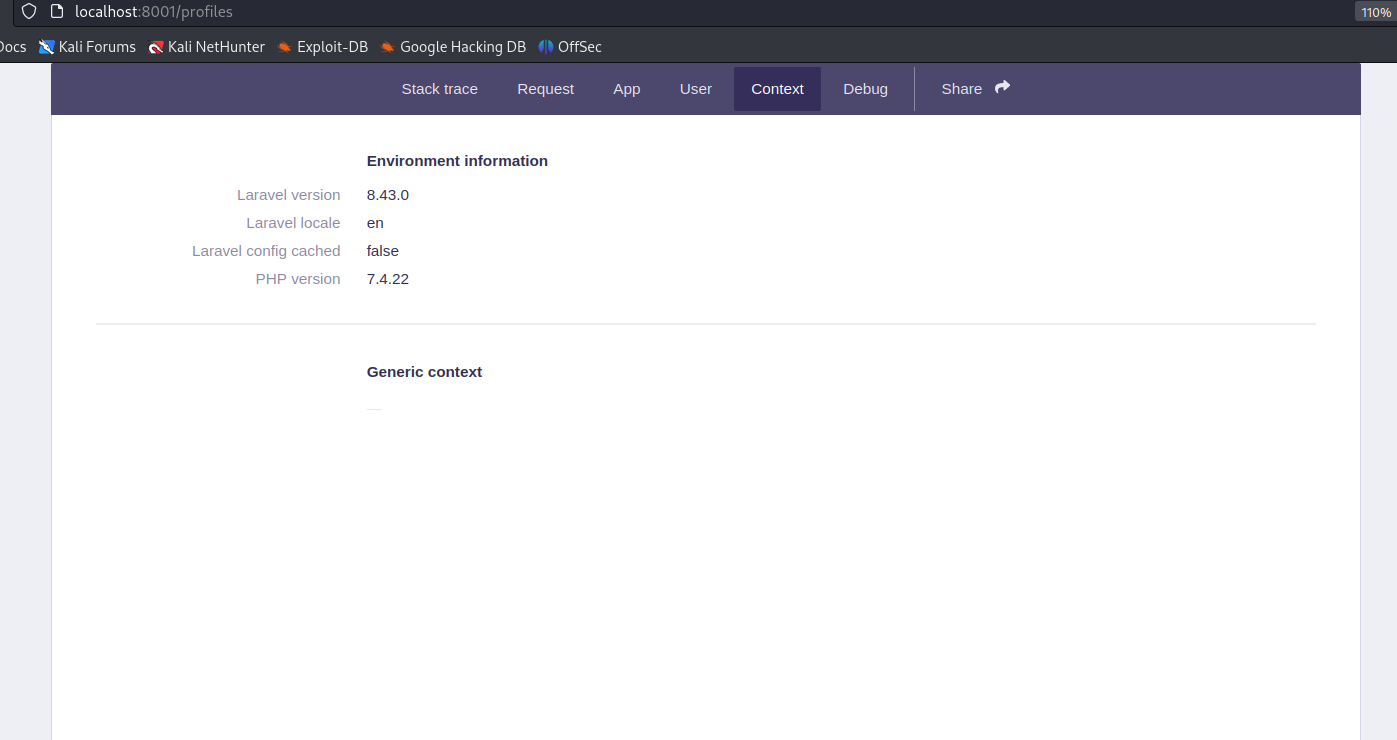 localhost:8001/profiles 110%
Docs Kali Forums Kali NetHunter Exploit-DB Google Hacking DB OffSec
Stack trace Request App User Context Debug Share
Environment information
Laravel version 8.43.0
Laravel locale en
Laravel config cached false
PHP version 7.4.22
Generic context
—